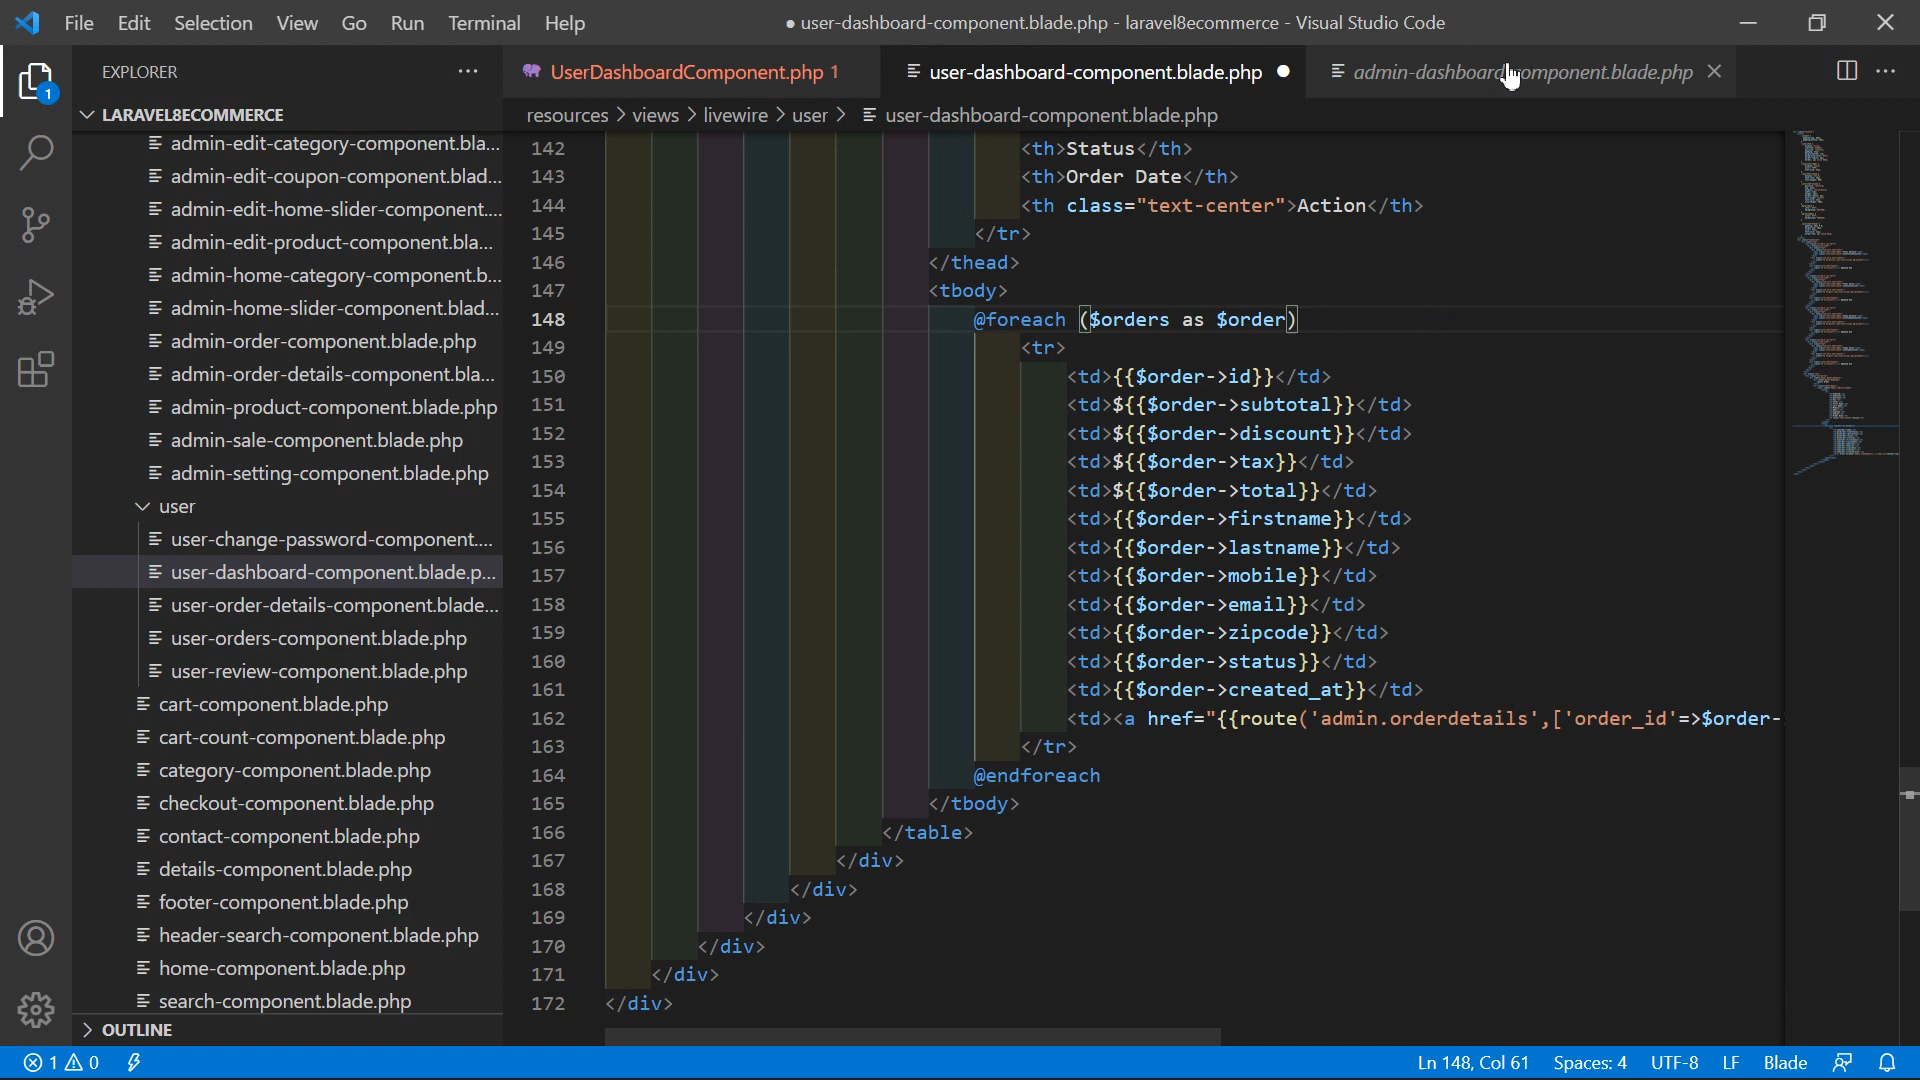 File Edit Selection View Go Run Terminal Help
● user-dashboard-component.blade.php - laravel8ecommerce - Visual Studio Code
EXPLORER
UserDashboardComponent.php 1
user-dashboard-component.blade.php
admin-dashboard-component.blade.php
LARAVEL8ECOMMERCE
resources > views > livewire > user > user-dashboard-component.blade.php
admin-edit-category-component.bla...
admin-edit-coupon-component.blad...
admin-edit-home-slider-component....
admin-edit-product-component.bla...
admin-home-category-component.b...
admin-home-slider-component.blad...
admin-order-component.blade.php
admin-order-details-component.bla...
admin-product-component.blade.php
admin-sale-component.blade.php
admin-setting-component.blade.php
user
user-change-password-component....
user-dashboard-component.blade.p...
user-order-details-component.blade...
user-orders-component.blade.php
user-review-component.blade.php
cart-component.blade.php
cart-count-component.blade.php
category-component.blade.php
checkout-component.blade.php
contact-component.blade.php
details-component.blade.php
footer-component.blade.php
header-search-component.blade.php
home-component.blade.php
search-component.blade.php
OUTLINE
142 <th>Status</th>
143 <th>Order Date</th>
144 <th class="text-center">Action</th>
145 </tr>
146 </thead>
147 <tbody>
148 @foreach ($orders as $order)
149 <tr>
150 <td>{{$order->id}}</td>
151 <td>${{$order->subtotal}}</td>
152 <td>${{$order->discount}}</td>
153 <td>${{$order->tax}}</td>
154 <td>${{$order->total}}</td>
155 <td>{{$order->firstname}}</td>
156 <td>{{$order->lastname}}</td>
157 <td>{{$order->mobile}}</td>
158 <td>{{$order->email}}</td>
159 <td>{{$order->zipcode}}</td>
160 <td>{{$order->status}}</td>
161 <td>{{$order->created_at}}</td>
162 <td><a href="{{route('admin.orderdetails',['order_id'=>$order-
163 </tr>
164 @endforeach
165 </tbody>
166 </table>
167 </div>
168 </div>
169 </div>
170 </div>
171 </div>
172 </div>
1
1 0
Ln 148, Col 61 Spaces: 4 UTF-8 LF Blade